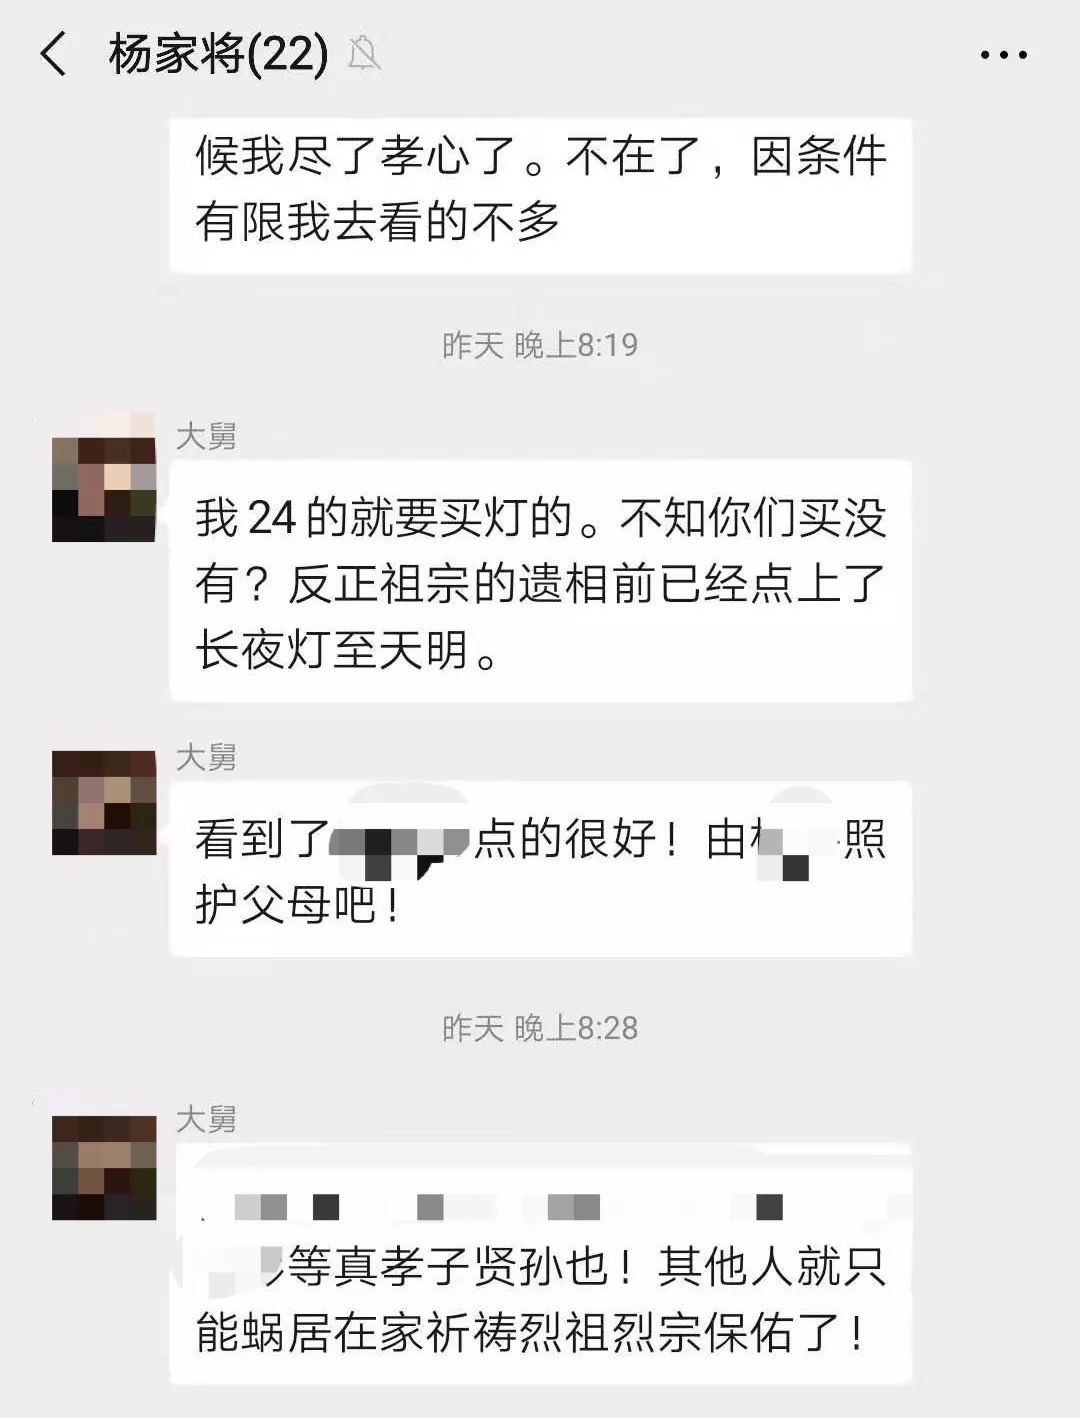 杨家将(22)
候我尽了孝心了。不在了，因条件
有限我去看的不多
昨天 晚上8:19
大舅
我24的就要买灯的。不知你们买没
有？反正祖宗的遗相前已经点上了
长夜灯至天明。
大舅
看到了 点的很好！由 照
护父母吧！
昨天 晚上8:28
大舅
等真孝子贤孙也！其他人就只
能蜗居在家祈祷烈祖烈宗保佑了！